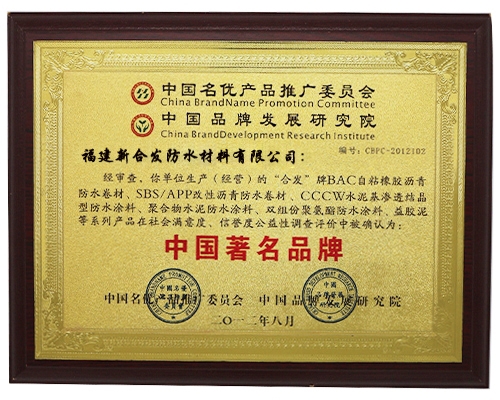 中国名优产品推广委员会
China BrandName Promotion Committee
中国品牌发展研究院
China BrandDevelopment Research Institute
福建新合发防水材料有限公司：
编号：CBPC-2012102
经审查，你单位生产（经营）的“合发”牌BAC自粘橡胶沥青
防水卷材、SBS/APP改性沥青防水卷材、CCCW水泥基渗透结晶
型防水涂料、聚合物水泥防水涂料、双组份聚氨酯防水涂料、益胶泥
等系列产品在社会满意度、信誉度公益性调查评价中被确认为：
中国著名品牌
中国名优产品推广委员会 中国品牌发展研究院
二〇一二年八月